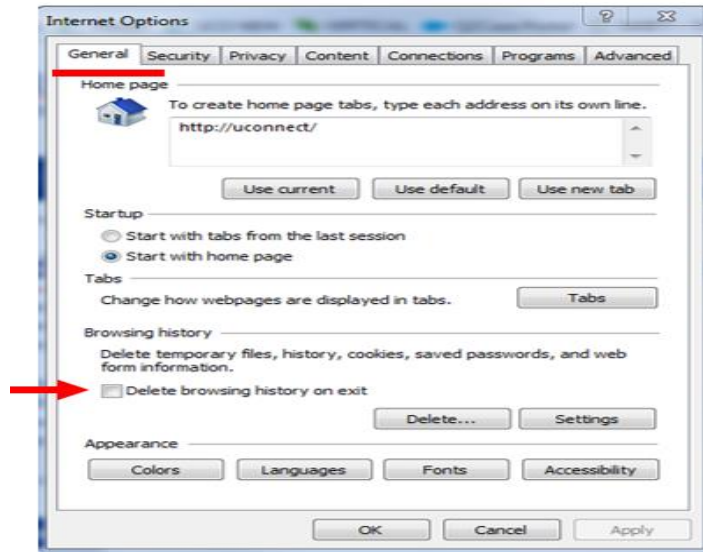 Internet Options
General Security Privacy Content Connections Programs Advanced
Home page
To create home page tabs, type each address on its own line.
http://uconnect/
Use current Use default Use new tab
Startup
Start with tabs from the last session
Start with home page
Tabs
Change how webpages are displayed in tabs. Tabs
Browsing history
Delete temporary files, history, cookies, saved passwords, and web
form information.
Delete browsing history on exit
Delete... Settings
Appearance
Colors Languages Fonts Accessibility
OK Cancel Apply